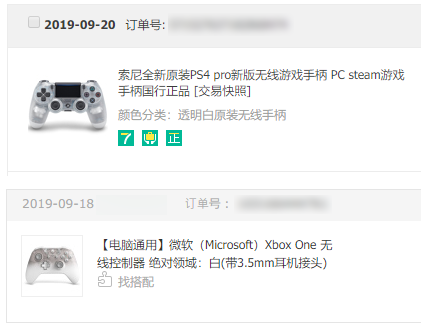 2019-09-20 订单号:
索尼全新原装PS4 pro新版无线游戏手柄 PC steam游戏
手柄国行正品 [交易快照]
颜色分类：透明白原装无线手柄
7 正
2019-09-18 订单号：
【电脑通用】微软（Microsoft）Xbox One 无
线控制器 绝对领域：白(带3.5mm耳机接头)
找搭配